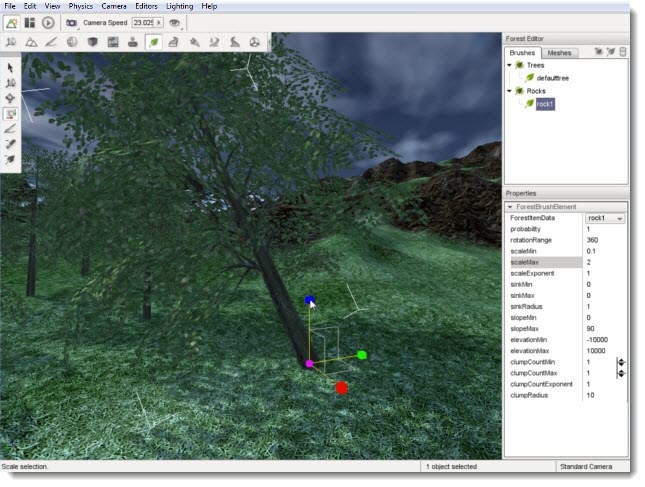 File Edit View Physics Camera Editors Lighting Help
Camera Speed 23.025
Forest Editor
Brushes Meshes
Trees
defaulttree
Rocks
rock1
Properties
ForestBrushElement
ForestItemData rock1
probability 1
rotationRange 360
scaleMin 0.1
scaleMax 2
scaleExponent 1
sinkMin 0
sinkMax 0
sinkRadius 1
slopeMin 0
slopeMax 90
elevationMin -10000
elevationMax 10000
clumpCountMin 1
clumpCountMax 1
clumpCountExponent 1
clumpRadius 10
Scale selection. 1 object selected Standard Camera